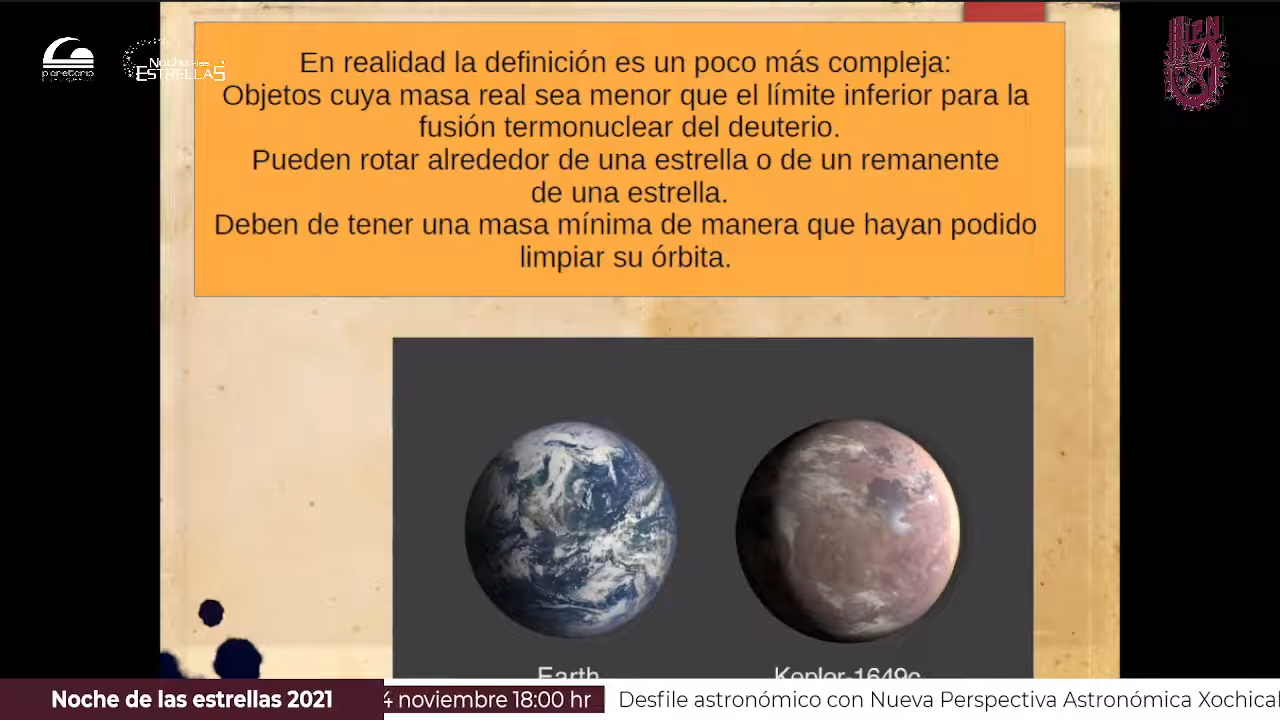 En realidad la definición es un poco más compleja:
Objetos cuya masa real sea menor que el límite inferior para la
fusión termonuclear del deuterio.
Pueden rotar alrededor de una estrella o de un remanente
de una estrella.
Deben de tener una masa mínima de manera que hayan podido
limpiar su órbita.
planetario
Noche de las
ESTRELLAS
IPN
Earth
Kepler-1649c
Noche de las estrellas 2021
4 noviembre 18:00 hr
Desfile astronómico con Nueva Perspectiva Astronómica Xochical